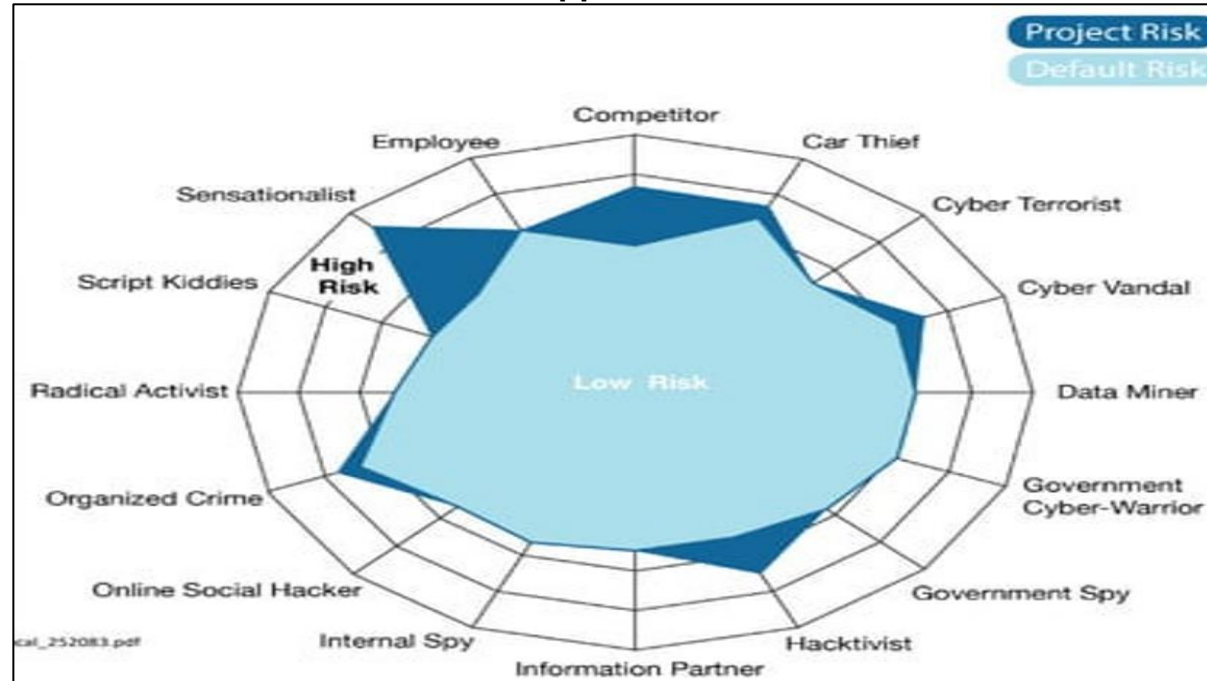 Project Risk
Default Risk
Competitor
Employee
Car Thief
Sensationalist
Cyber Terrorist
High
Risk
Script Kiddies
Cyber Vandal
Low Risk
Radical Activist
Data Miner
Organized Crime
Government
Cyber-Warrior
Online Social Hacker
Government Spy
Internal Spy
Hacktivist
Information Partner
cal_252083.pdf